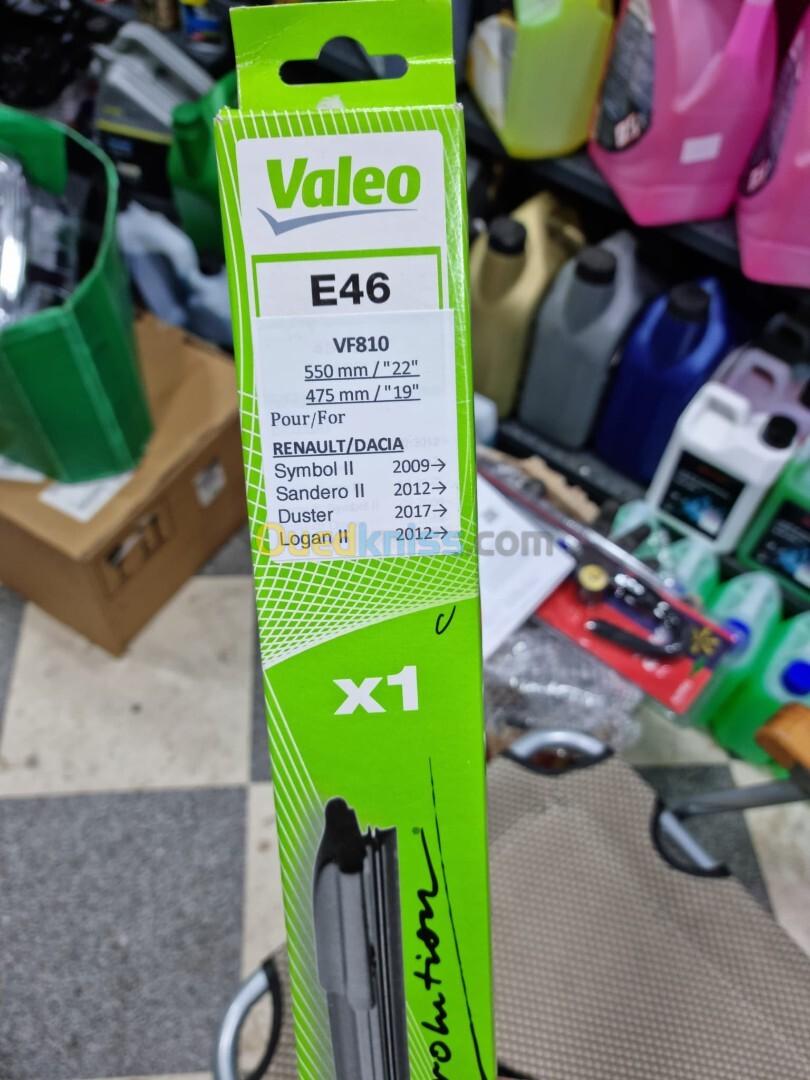 Valeo
E46
VF810
550 mm / "22"
475 mm / "19"
Pour/For
RENAULT/DACIA
Symbol II 2009→
Sandero II 2012→
Duster 2017→
Logan II 2012→
Ouedkniss.com
x1